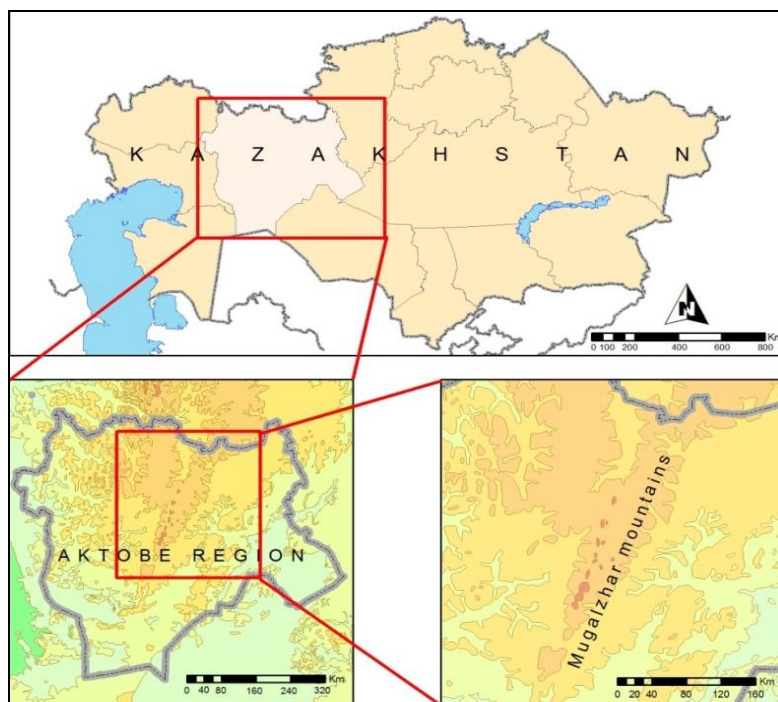 K A Z A K H S T A N
N
Km
0 100 200 400 600 800
AKTOBE REGION
Km
0 40 80 160 240 320
Mugalzhar mountains
Km
0 20 40 80 120 160